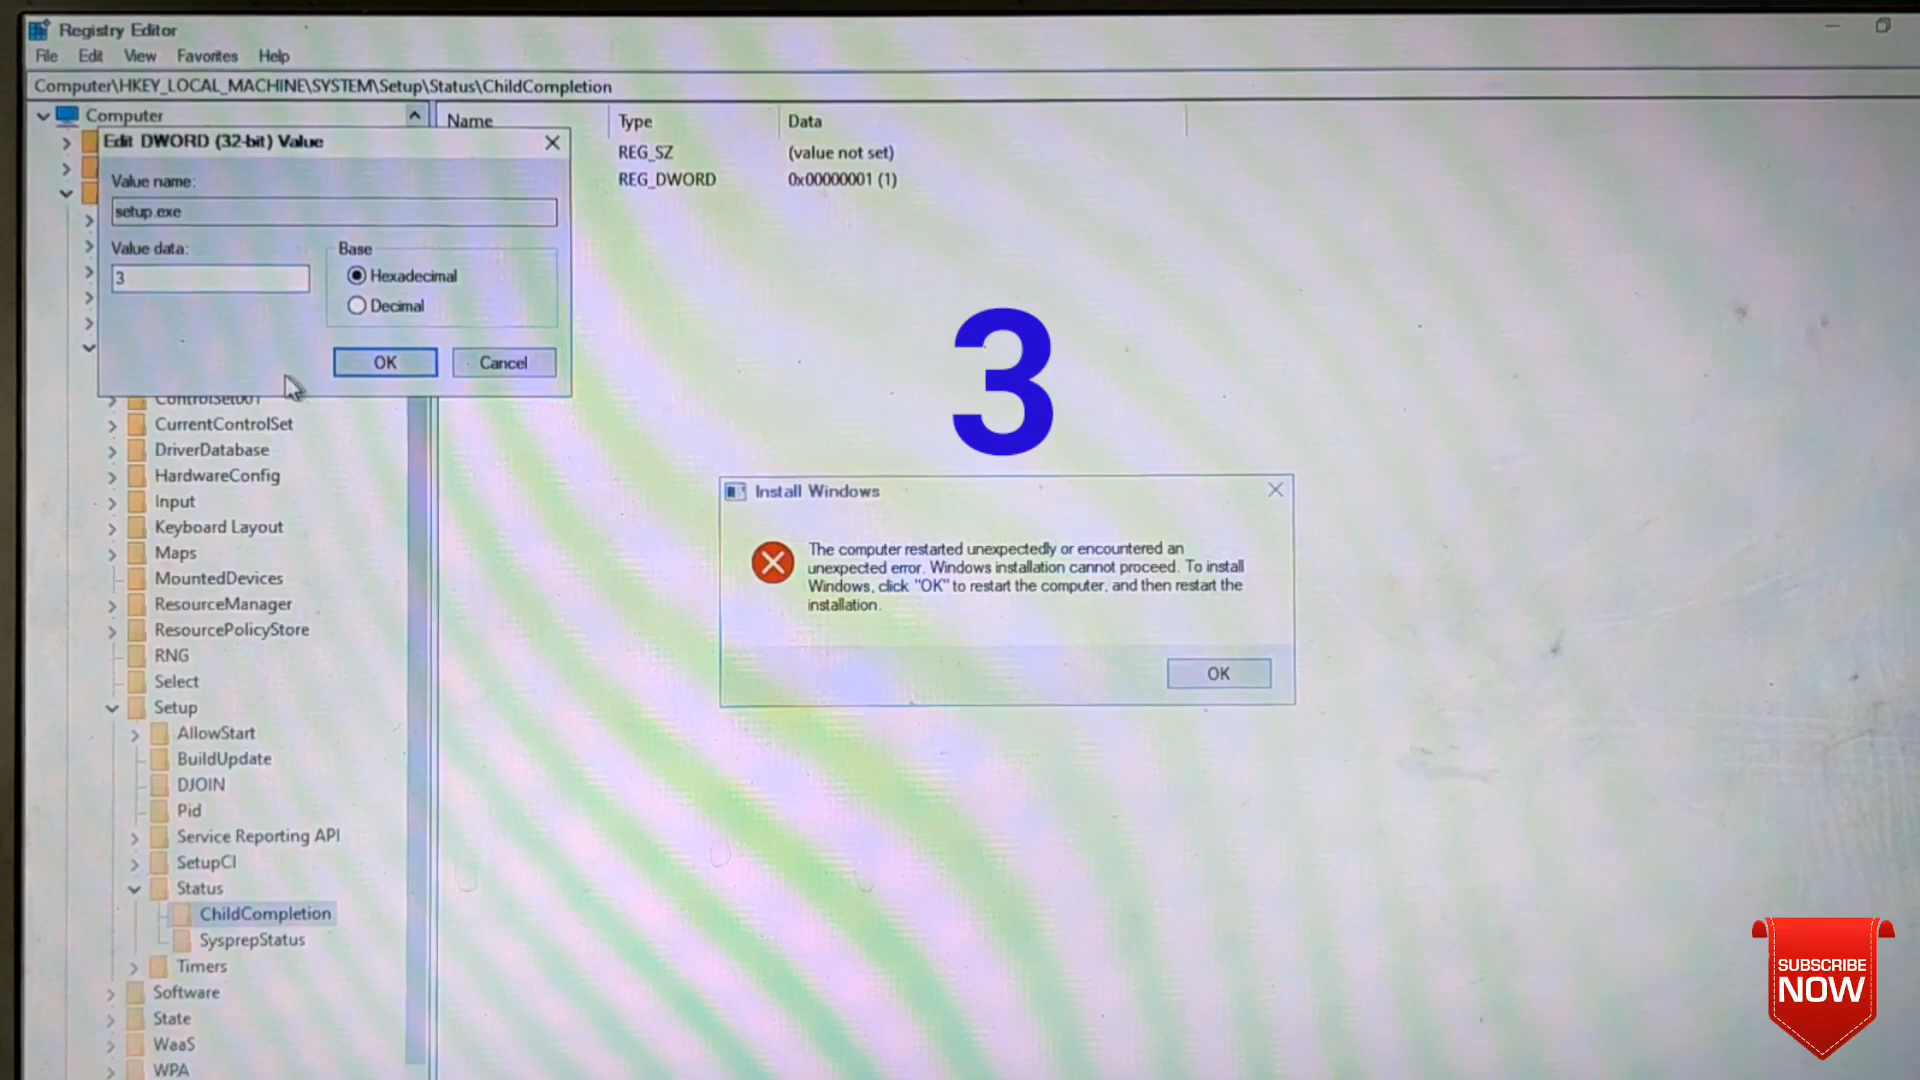 Registry Editor
File Edit View Favorites Help
Computer\HKEY_LOCAL_MACHINE\SYSTEM\Setup\Status\ChildCompletion
Computer
Name Type Data
REG_SZ (value not set)
REG_DWORD 0x00000001 (1)
Edit DWORD (32-bit) Value
Value name:
setup.exe
Value data:
3
Base
Hexadecimal
Decimal
OK Cancel
ControlSet001
CurrentControlSet
DriverDatabase
HardwareConfig
Input
Keyboard Layout
Maps
MountedDevices
ResourceManager
ResourcePolicyStore
RNG
Select
Setup
AllowStart
BuildUpdate
DJOIN
Pid
Service Reporting API
SetupCl
Status
ChildCompletion
SysprepStatus
Timers
Software
State
WaaS
WPA
3
Install Windows
The computer restarted unexpectedly or encountered an
unexpected error. Windows installation cannot proceed. To install
Windows, click "OK" to restart the computer, and then restart the
installation.
OK
SUBSCRIBE
NOW